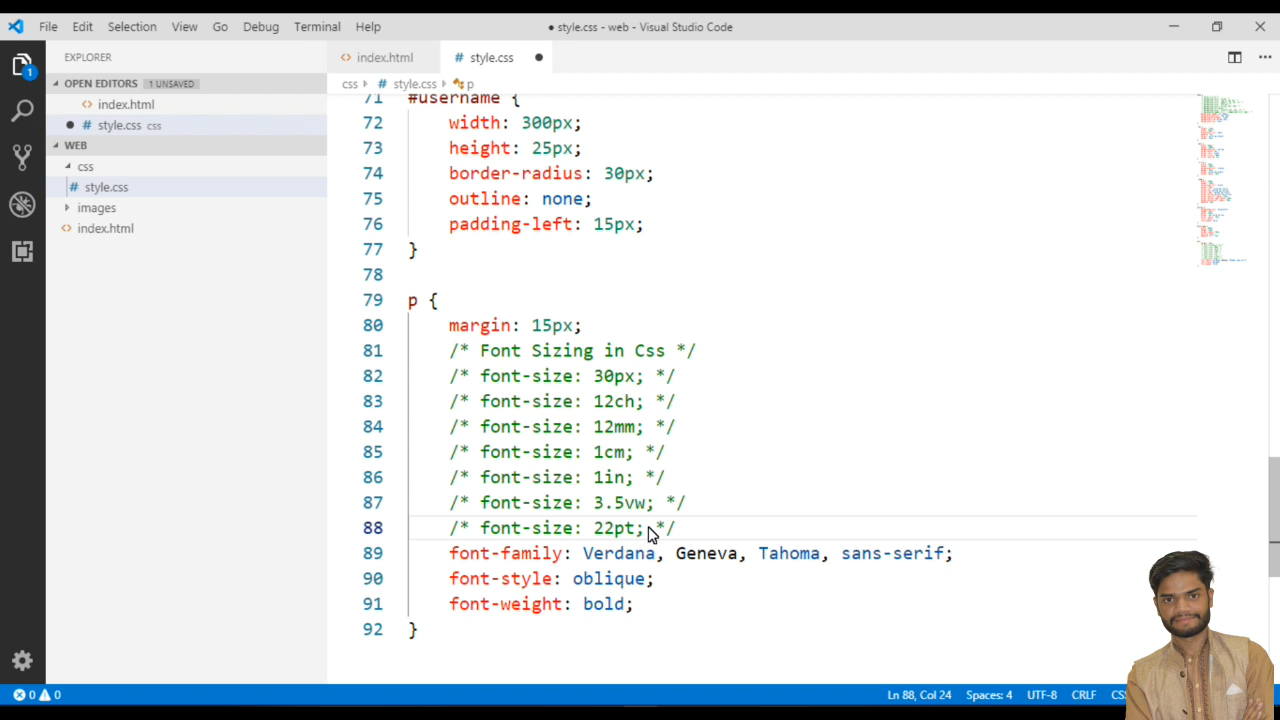 File Edit Selection View Go Debug Terminal Help
● style.css - web - Visual Studio Code
EXPLORER
index.html
style.css
1
OPEN EDITORS 1 UNSAVED
index.html
style.css css
WEB
css
style.css
images
index.html
css style.css p
71 #username {
72 width: 300px;
73 height: 25px;
74 border-radius: 30px;
75 outline: none;
76 padding-left: 15px;
77 }
78
79 p {
80 margin: 15px;
81 /* Font Sizing in Css */
82 /* font-size: 30px; */
83 /* font-size: 12ch; */
84 /* font-size: 12mm; */
85 /* font-size: 1cm; */
86 /* font-size: 1in; */
87 /* font-size: 3.5vw; */
88 /* font-size: 22pt; */
89 font-family: Verdana, Geneva, Tahoma, sans-serif;
90 font-style: oblique;
91 font-weight: bold;
92 }
0 0
Ln 88, Col 24 Spaces: 4 UTF-8 CRLF